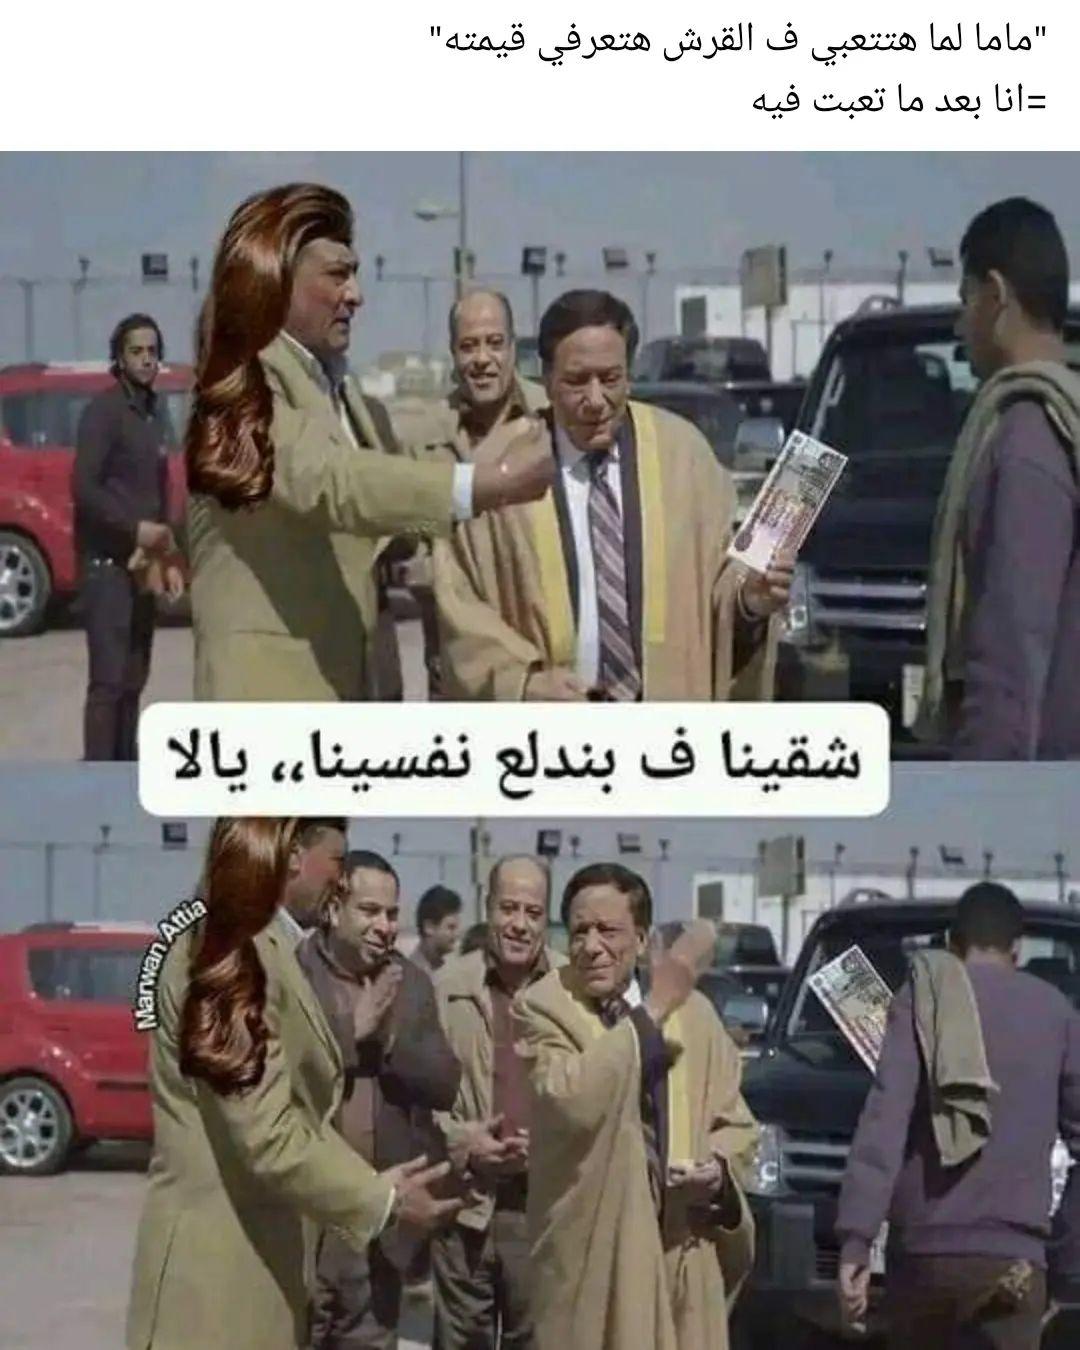 "ماما لما هتتعبي ف القرش هتعرفي قيمته"
=انا بعد ما تعبت فيه
شقينا ف بندلع نفسينا،، يالا
Marwan Attia